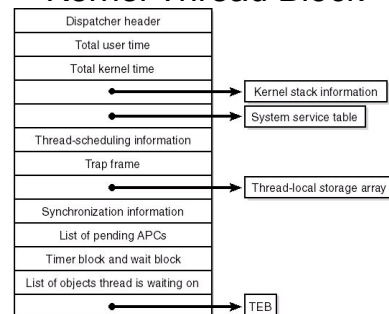 Kernel Thread Block
Dispatcher header
Total user time
Total kernel time
Kernel stack information
System service table
Thread-scheduling information
Trap frame
Thread-local storage array
Synchronization information
List of pending APCs
Timer block and wait block
List of objects thread is waiting on
TEB